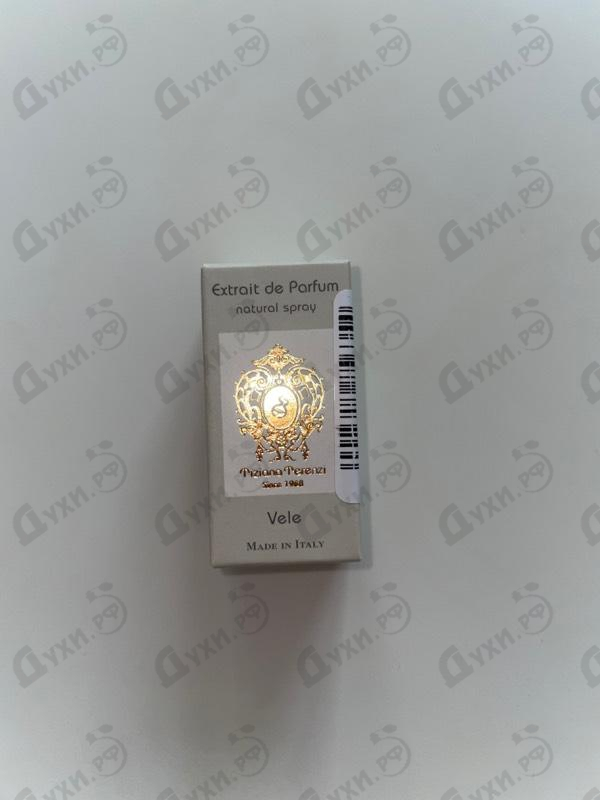 Extrait de Parfum
natural spray
Tiziana Terenzi
Since 1968
Vele
MADE IN ITALY
Духи.рф